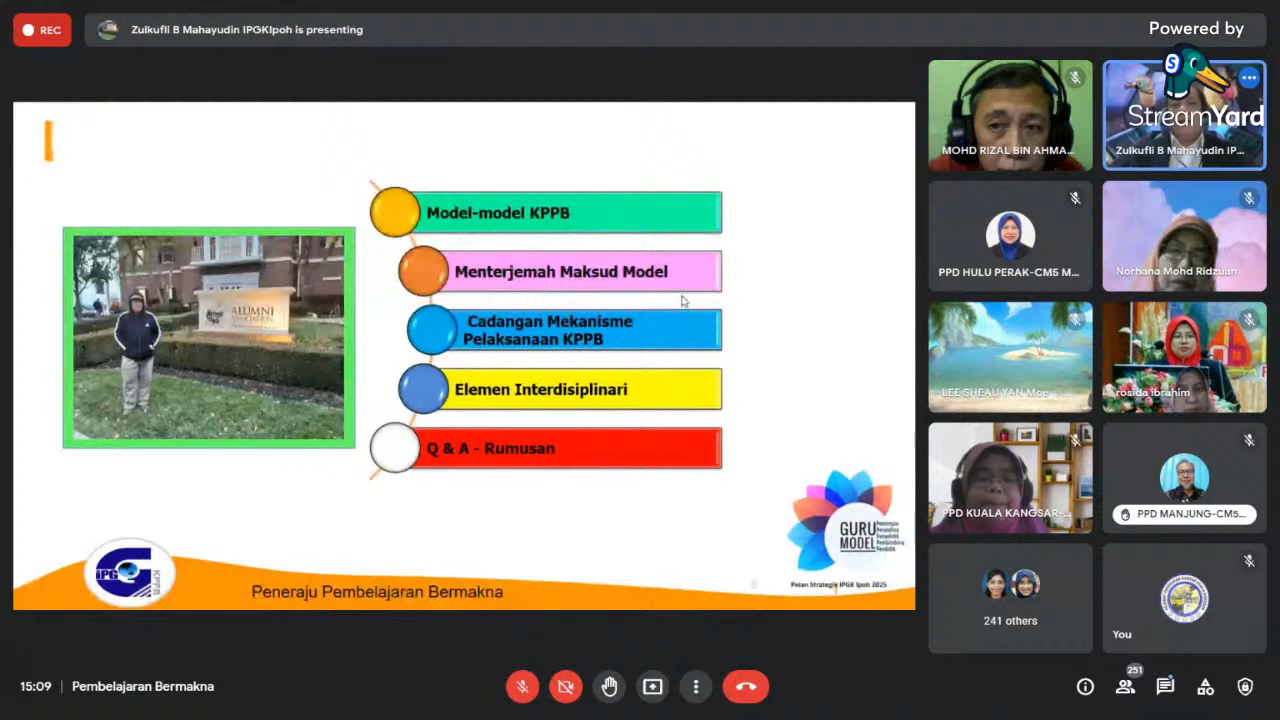 REC
Zulkufli B Mahayudin IPGKIpoh is presenting
Powered by
StreamYard
Model-model KPPB
Menterjemah Maksud Model
Cadangan Mekanisme
Pelaksanaan KPPB
Elemen Interdisiplinari
Q & A - Rumusan
ALUMNI
GURU
MODEL
Pelan Strategik IPGK Ipoh 2025
IPG
KPPB
Peneraju Pembelajaran Bermakna
MOHD RIZAL BIN AHMA...
Zulkufli B Mahayudin IP...
PPD HULU PERAK-CM5 M...
Norhana Mohd Ridzuan
LEE SHEAU YAN Moe
rosida ibrahim
PPD KUALA KANGSAR-...
PPD MANJUNG-CM5...
241 others
You
15:09 | Pembelajaran Bermakna
251